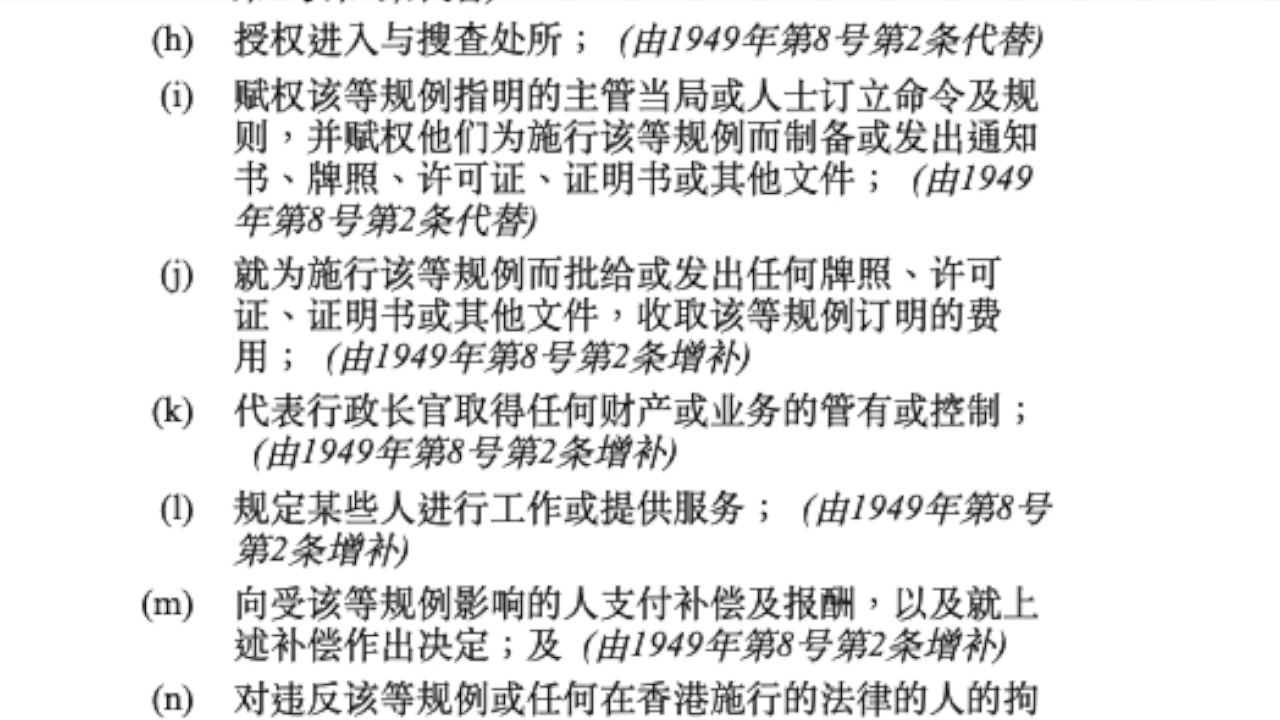 (h) 授权进入与搜查处所； (由1949年第8号第2条代替)
(i) 赋权该等规例指明的主管当局或人士订立命令及规
则，并赋权他们为施行该等规例而制备或发出通知
书、牌照、许可证、证明书或其他文件； (由1949
年第8号第2条代替)
(j) 就为施行该等规例而批给或发出任何牌照、许可
证、证明书或其他文件，收取该等规例订明的费
用； (由1949年第8号第2条增补)
(k) 代表行政长官取得任何财产或业务的管有或控制；
(由1949年第8号第2条增补)
(l) 规定某些人进行工作或提供服务； (由1949年第8号
第2条增补)
(m) 向受该等规例影响的人支付补偿及报酬，以及就上
述补偿作出决定；及 (由1949年第8号第2条增补)
(n) 对违反该等规例或任何在香港施行的法律的人的拘